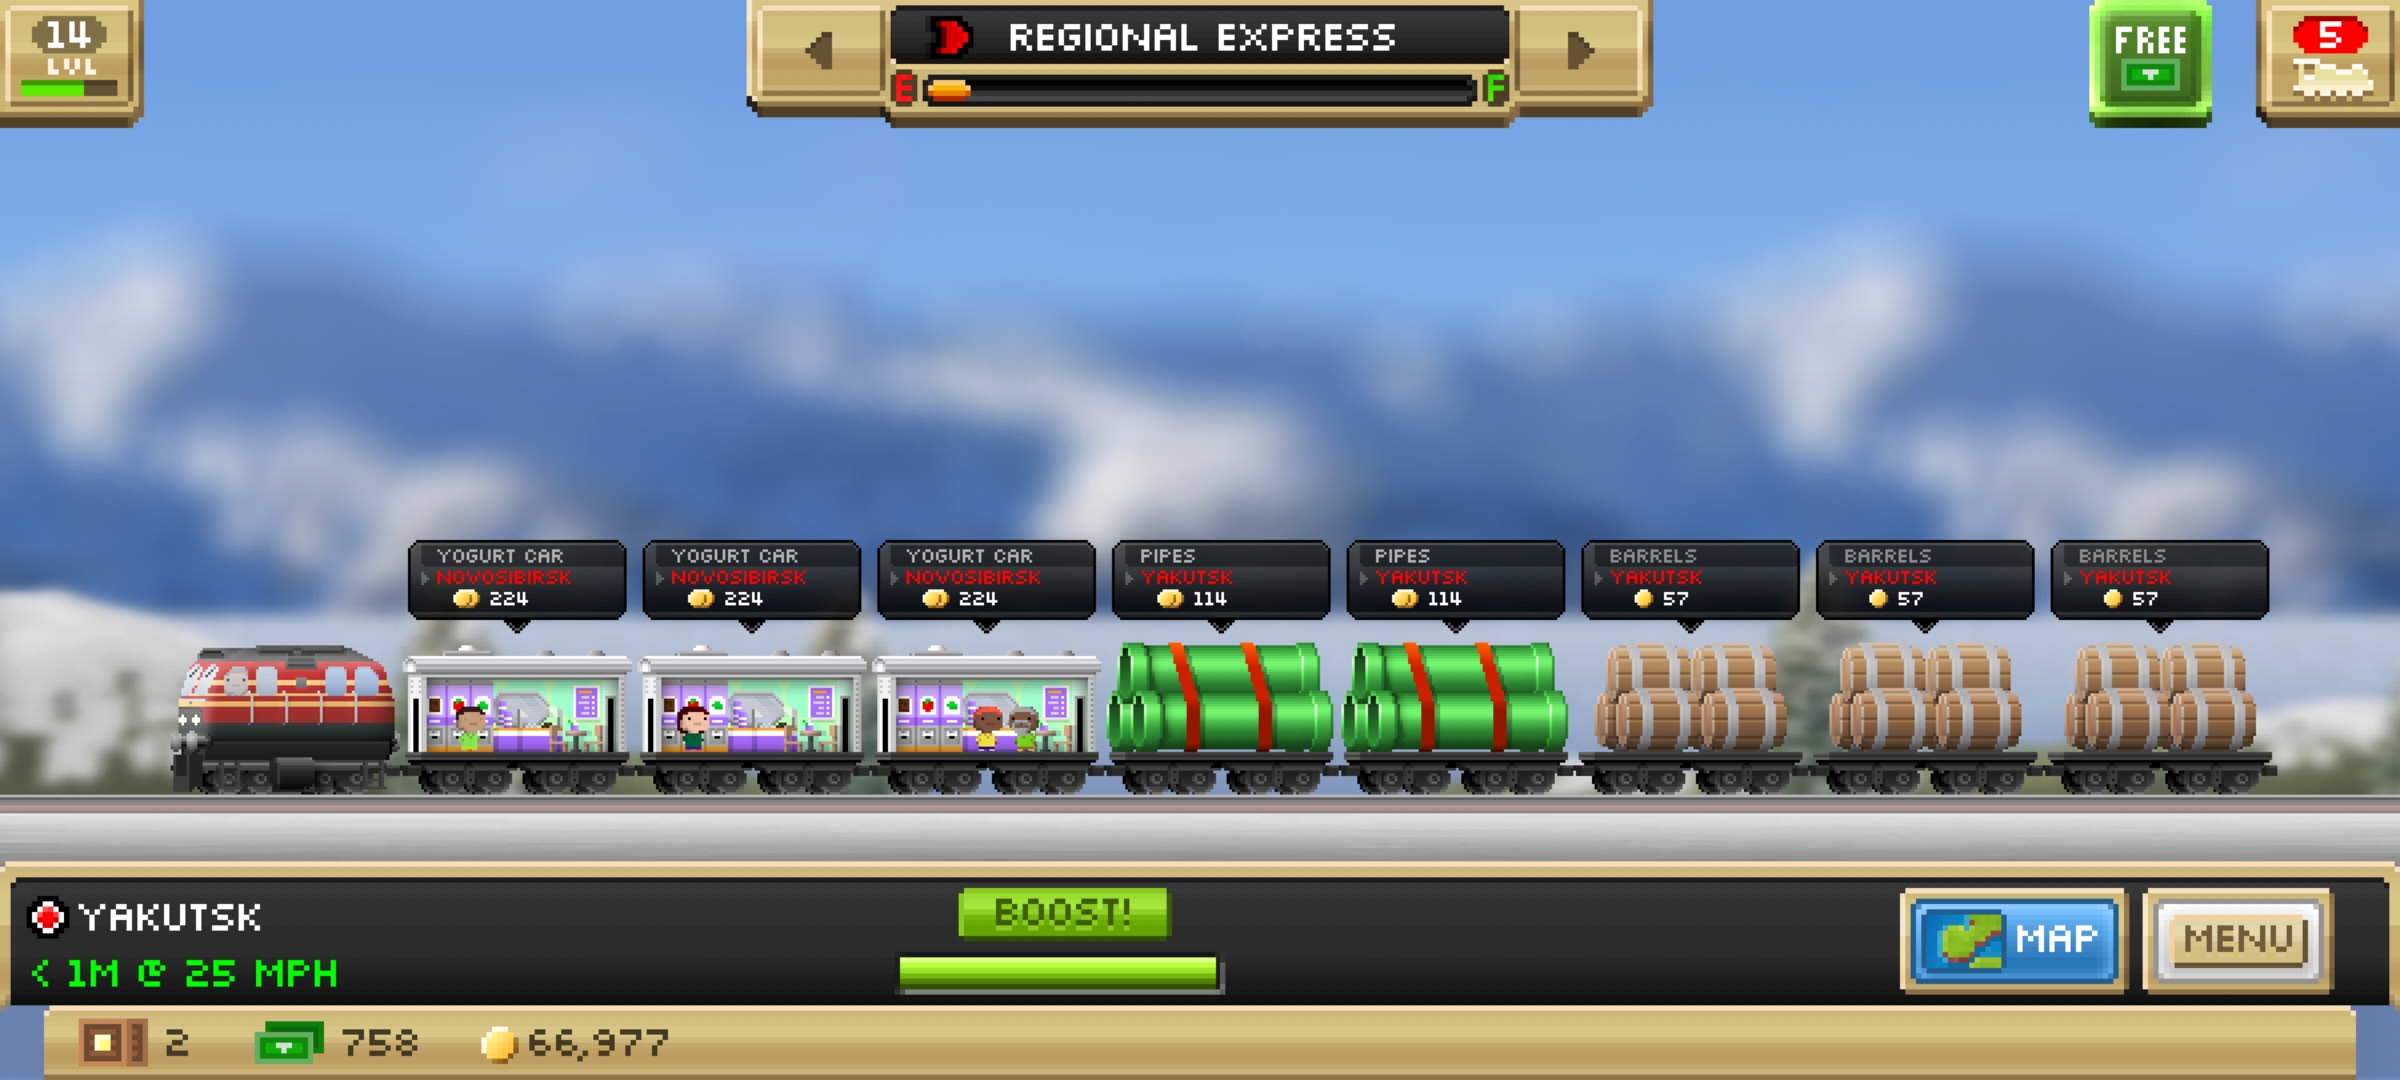 14
LVL
REGIONAL EXPRESS
E F
FREE
5
YOGURT CAR
NOVOSIBIRSK
224
YOGURT CAR
NOVOSIBIRSK
224
YOGURT CAR
NOVOSIBIRSK
224
PIPES
YAKUTSK
114
PIPES
YAKUTSK
114
BARRELS
YAKUTSK
57
BARRELS
YAKUTSK
57
BARRELS
YAKUTSK
57
YAKUTSK
< 1M @ 25 MPH
BOOST!
MAP
MENU
2 758 66,977